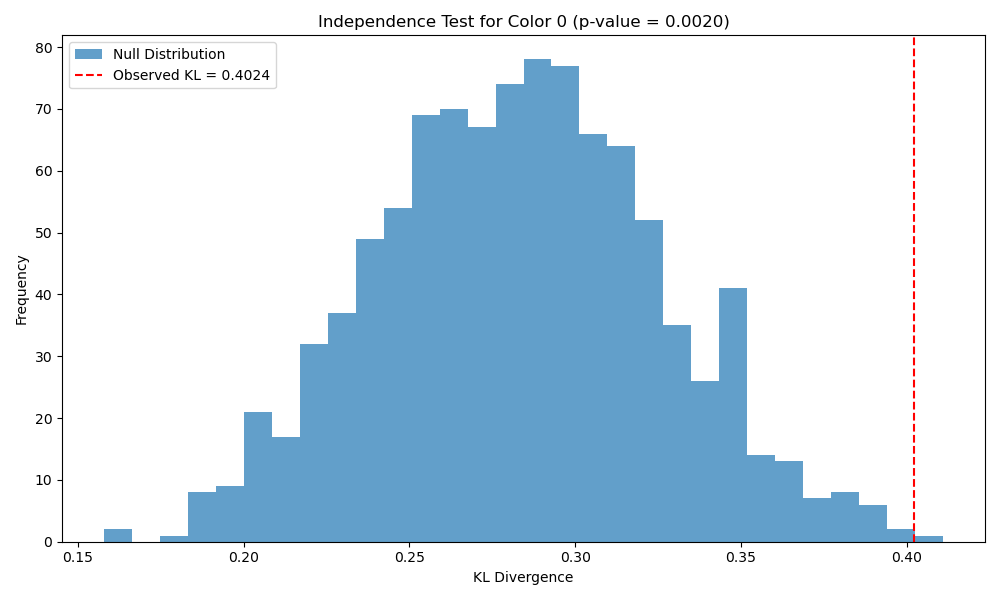 Independence Test for Color 0 (p-value = 0.0020)
Null Distribution
Observed KL = 0.4024
Frequency
80
70
60
50
40
30
20
10
0
0.15 0.20 0.25 0.30 0.35 0.40
KL Divergence